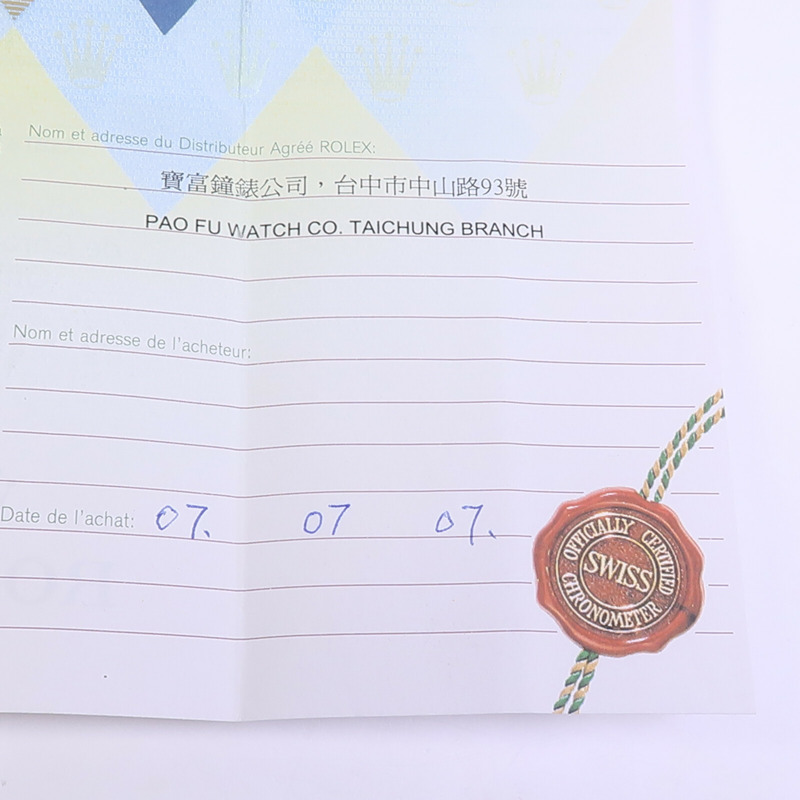 Nom et adresse du Distributeur Agréé ROLEX:
寶富鐘錶公司，台中市中山路93號
PAO FU WATCH CO. TAICHUNG BRANCH
Nom et adresse de l'acheteur:
Date de l'achat: 07. 07 07.
OFFICIALLY CERTIFIED
SWISS
CHRONOMETER